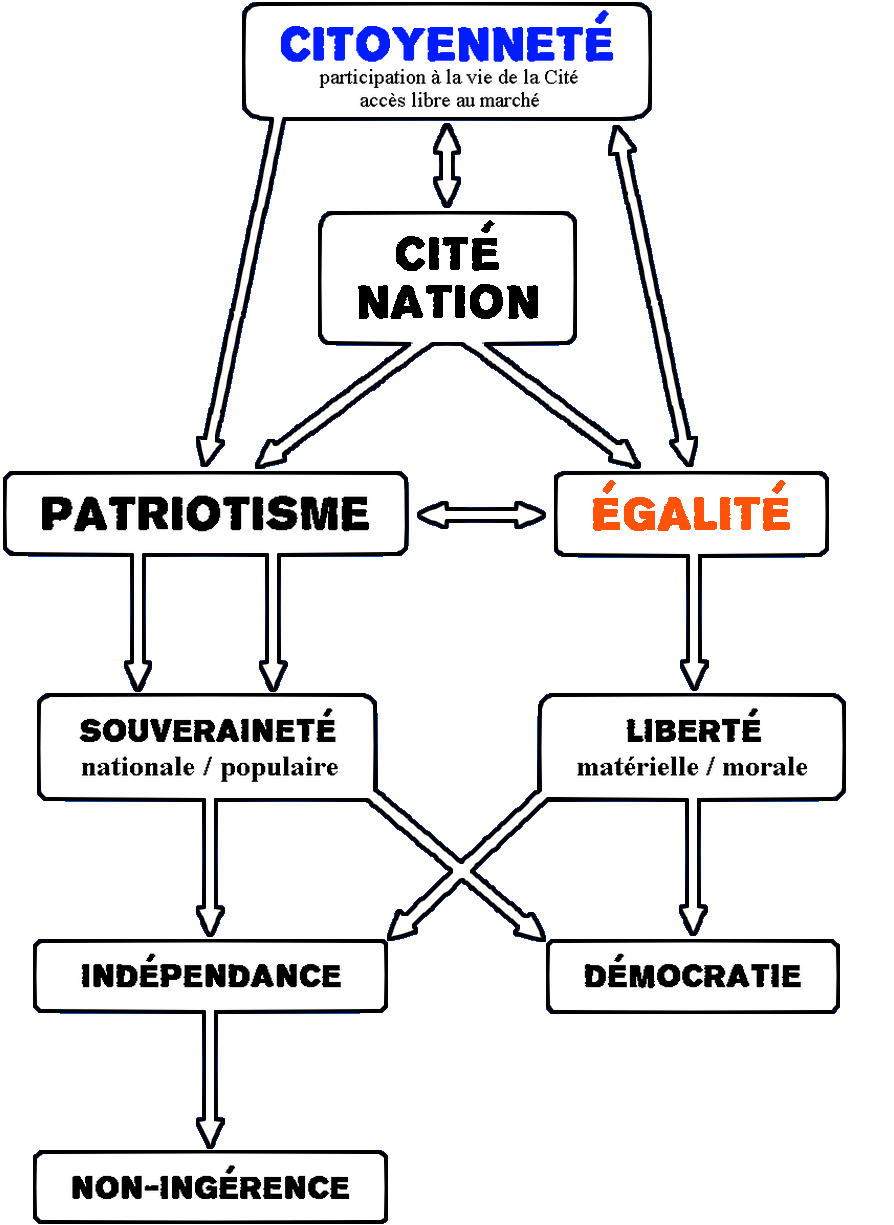 CITOYENNETÉ
participation à la vie de la Cité
accès libre au marché
CITÉ
NATION
PATRIOTISME
ÉGALITÉ
SOUVERAINETÉ
nationale / populaire
LIBERTÉ
matérielle / morale
INDÉPENDANCE
DÉMOCRATIE
NON-INGÉRENCE